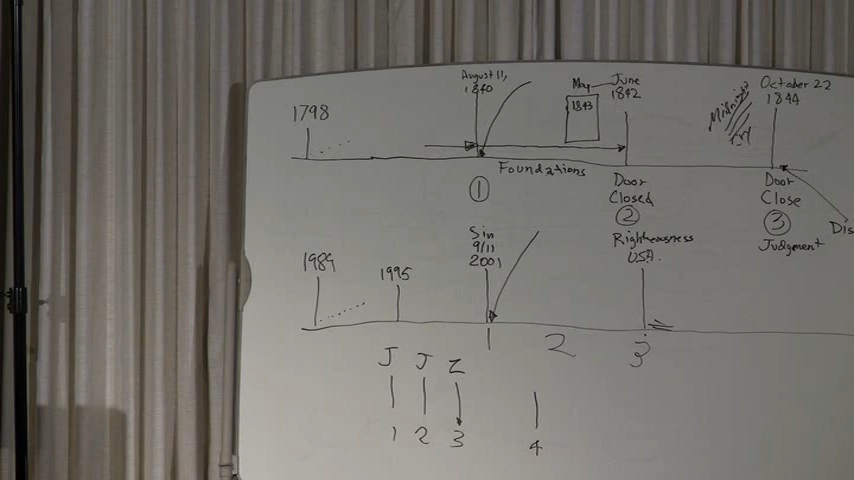 1798
August 11,
1840
May
1843
June
1842
Midnight
Cry
October 22
1844
Foundations
1
Door
Closed
2
Door
Close
3
Judgment
Dis
1989
1995
Sin
9/11
2001
Righteousness
USA.
1
2
3
J J Z
1 2 3
4